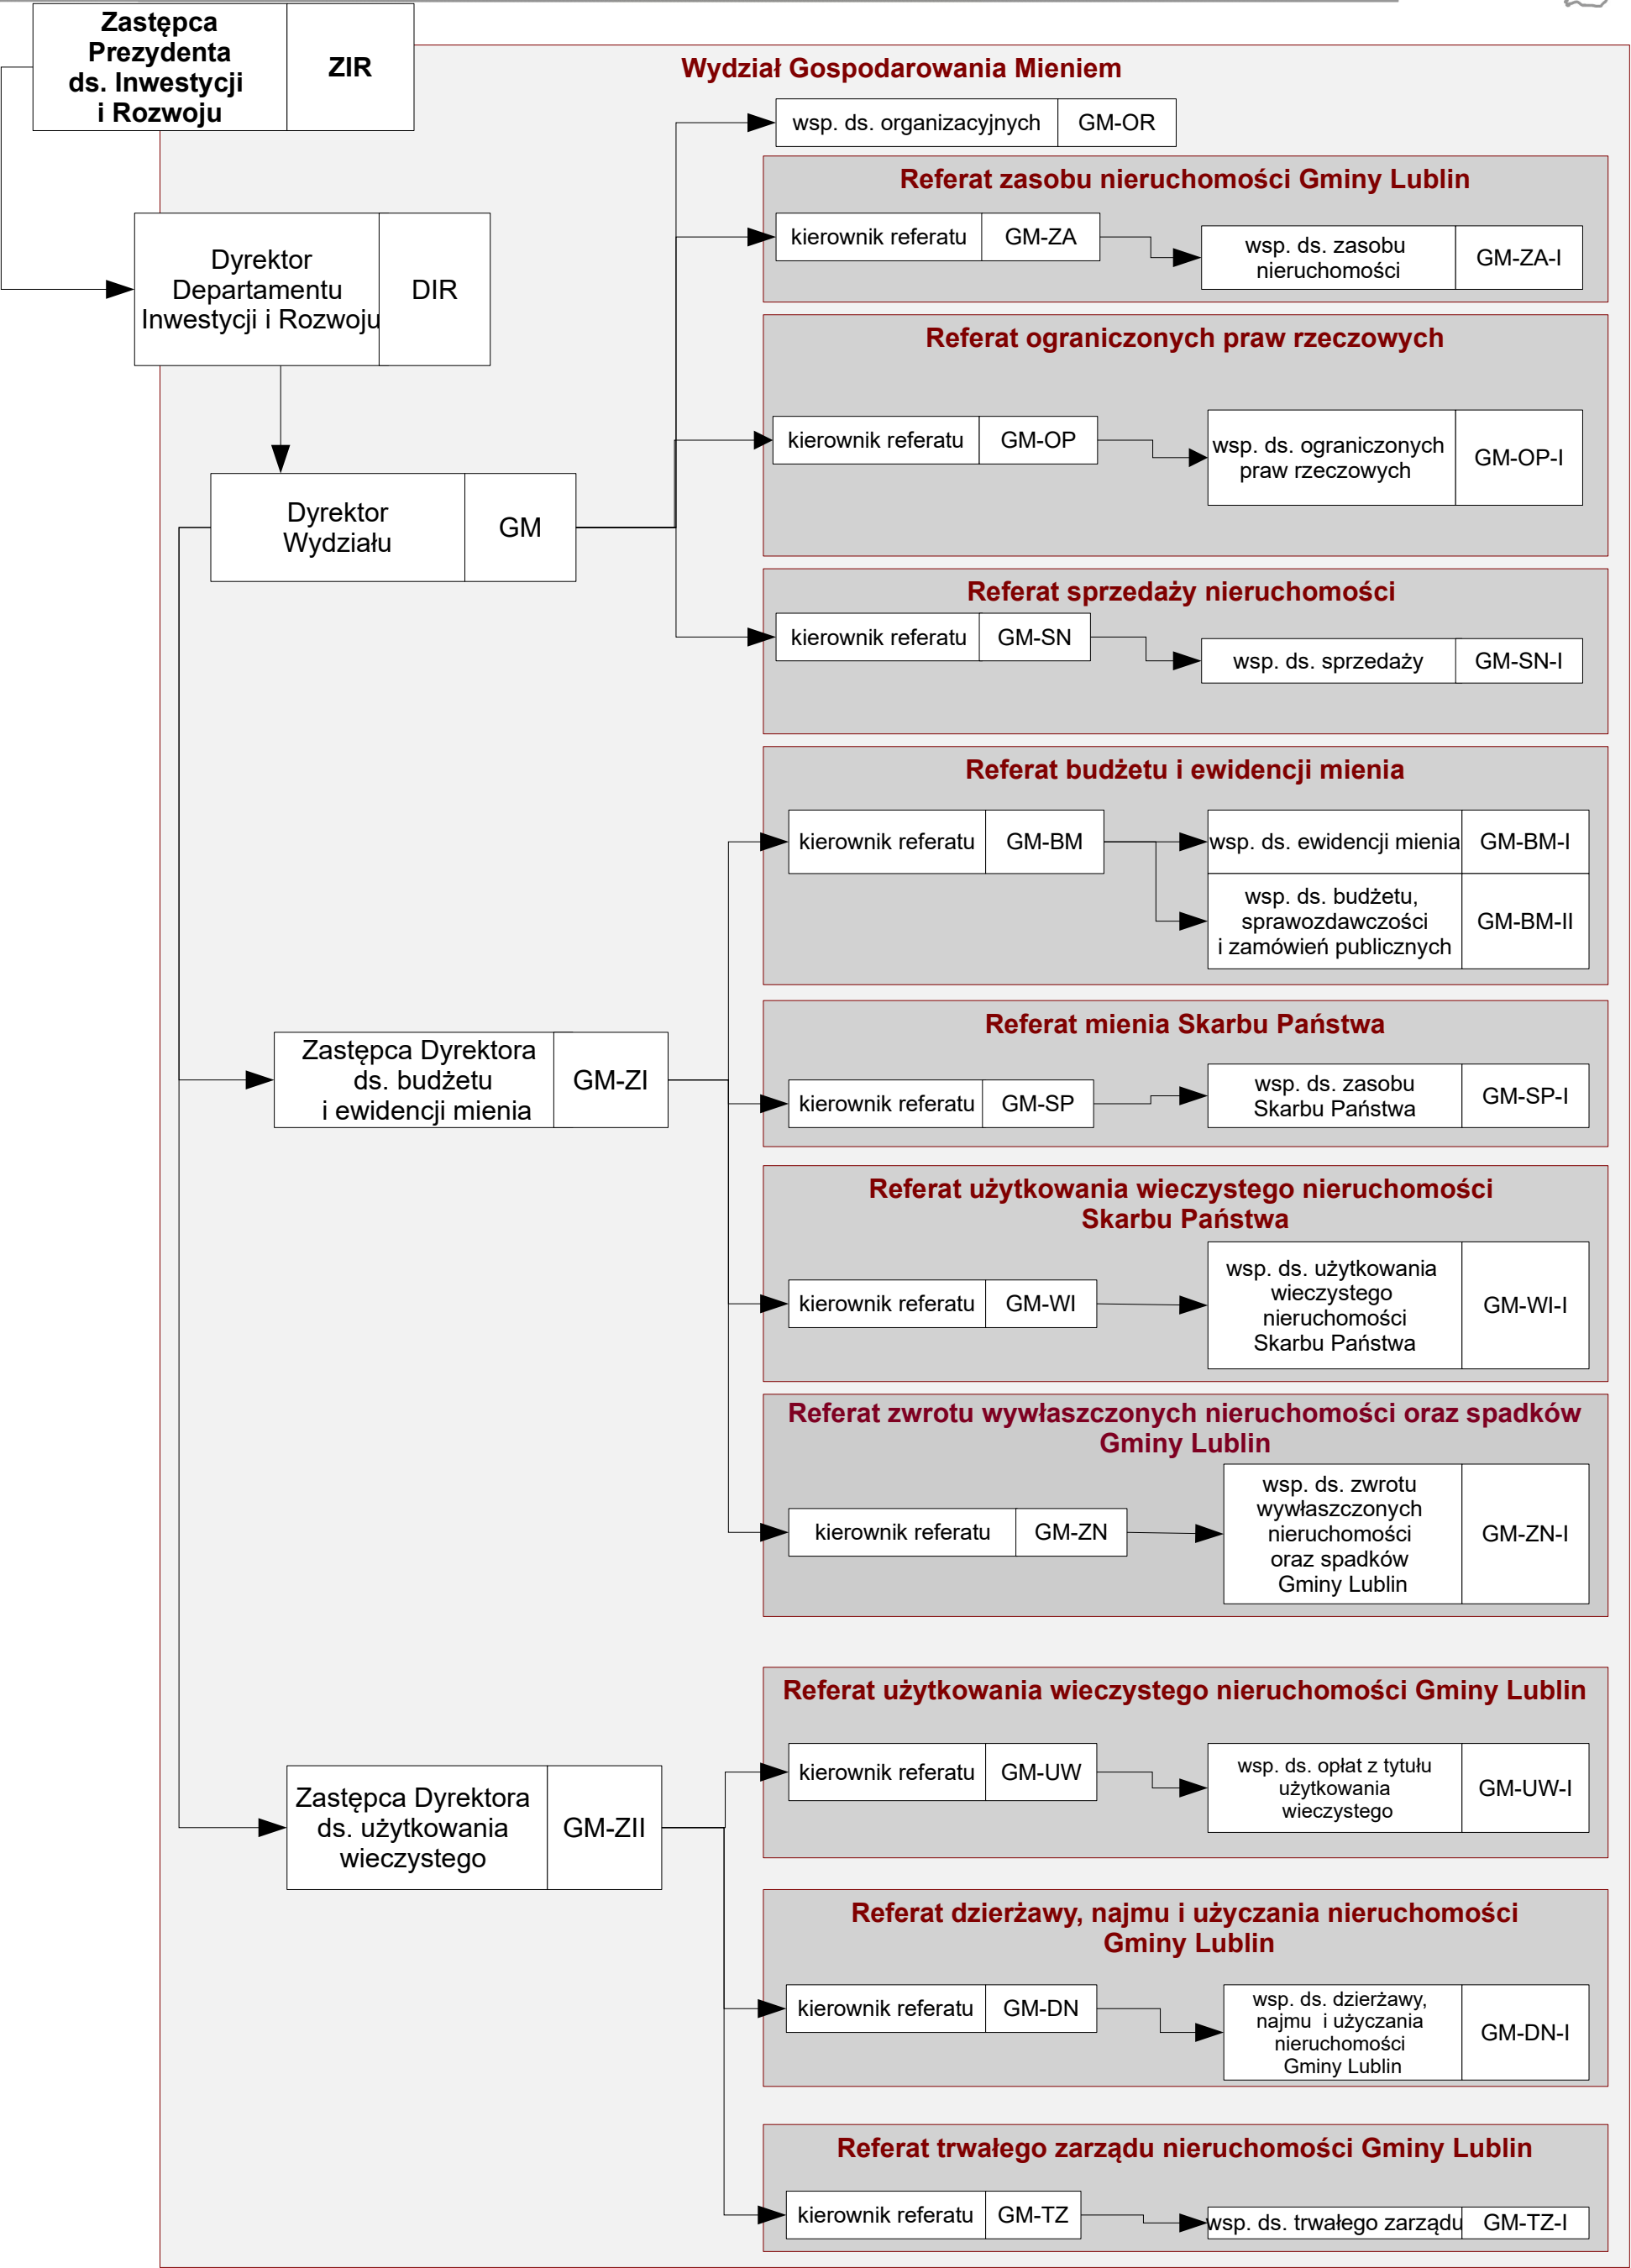 Zastępca
Prezydenta
ds. Inwestycji
i Rozwoju
ZIR
Wydział Gospodarowania Mieniem
wsp. ds. organizacyjnych
GM-OR
Referat zasobu nieruchomości Gminy Lublin
kierownik referatu
GM-ZA
wsp. ds. zasobu
nieruchomości
GM-ZA-I
Dyrektor
Departamentu
Inwestycji i Rozwoju
DIR
Referat ograniczonych praw rzeczowych
kierownik referatu
GM-OP
wsp. ds. ograniczonych
praw rzeczowych
GM-OP-I
Dyrektor
Wydziału
GM
Referat sprzedaży nieruchomości
kierownik referatu
GM-SN
wsp. ds. sprzedaży
GM-SN-I
Referat budżetu i ewidencji mienia
kierownik referatu
GM-BM
wsp. ds. ewidencji mienia
GM-BM-I
wsp. ds. budżetu,
sprawozdawczości
i zamówień publicznych
GM-BM-II
Zastępca Dyrektora
ds. budżetu
i ewidencji mienia
GM-ZI
Referat mienia Skarbu Państwa
kierownik referatu
GM-SP
wsp. ds. zasobu
Skarbu Państwa
GM-SP-I
Referat użytkowania wieczystego nieruchomości
Skarbu Państwa
kierownik referatu
GM-WI
wsp. ds. użytkowania
wieczystego
nieruchomości
Skarbu Państwa
GM-WI-I
Referat zwrotu wywłaszczonych nieruchomości oraz spadków
Gminy Lublin
kierownik referatu
GM-ZN
wsp. ds. zwrotu
wywłaszczonych
nieruchomości
oraz spadków
Gminy Lublin
GM-ZN-I
Referat użytkowania wieczystego nieruchomości Gminy Lublin
kierownik referatu
GM-UW
wsp. ds. opłat z tytułu
użytkowania
wieczystego
GM-UW-I
Zastępca Dyrektora
ds. użytkowania
wieczystego
GM-ZII
Referat dzierżawy, najmu i użyczania nieruchomości
Gminy Lublin
kierownik referatu
GM-DN
wsp. ds. dzierżawy,
najmu i użyczania
nieruchomości
Gminy Lublin
GM-DN-I
Referat trwałego zarządu nieruchomości Gminy Lublin
kierownik referatu
GM-TZ
wsp. ds. trwałego zarządu
GM-TZ-I